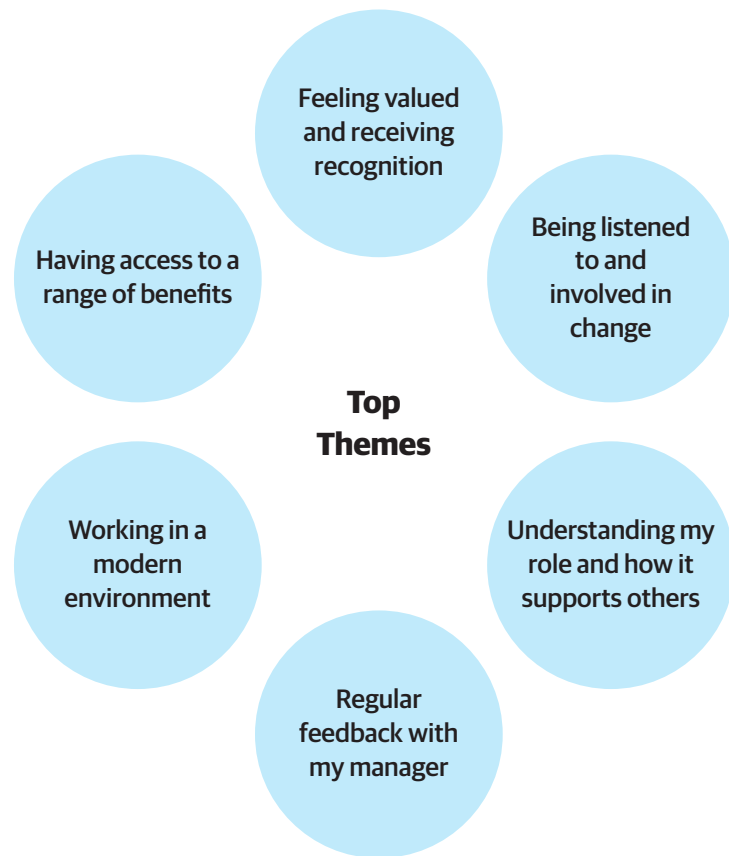 Feeling valued
and receiving
recognition
Being listened
to and
involved in
change
Having access to a
range of benefits
Top
Themes
Working in a
modern
environment
Understanding my
role and how it
supports others
Regular
feedback with
my manager